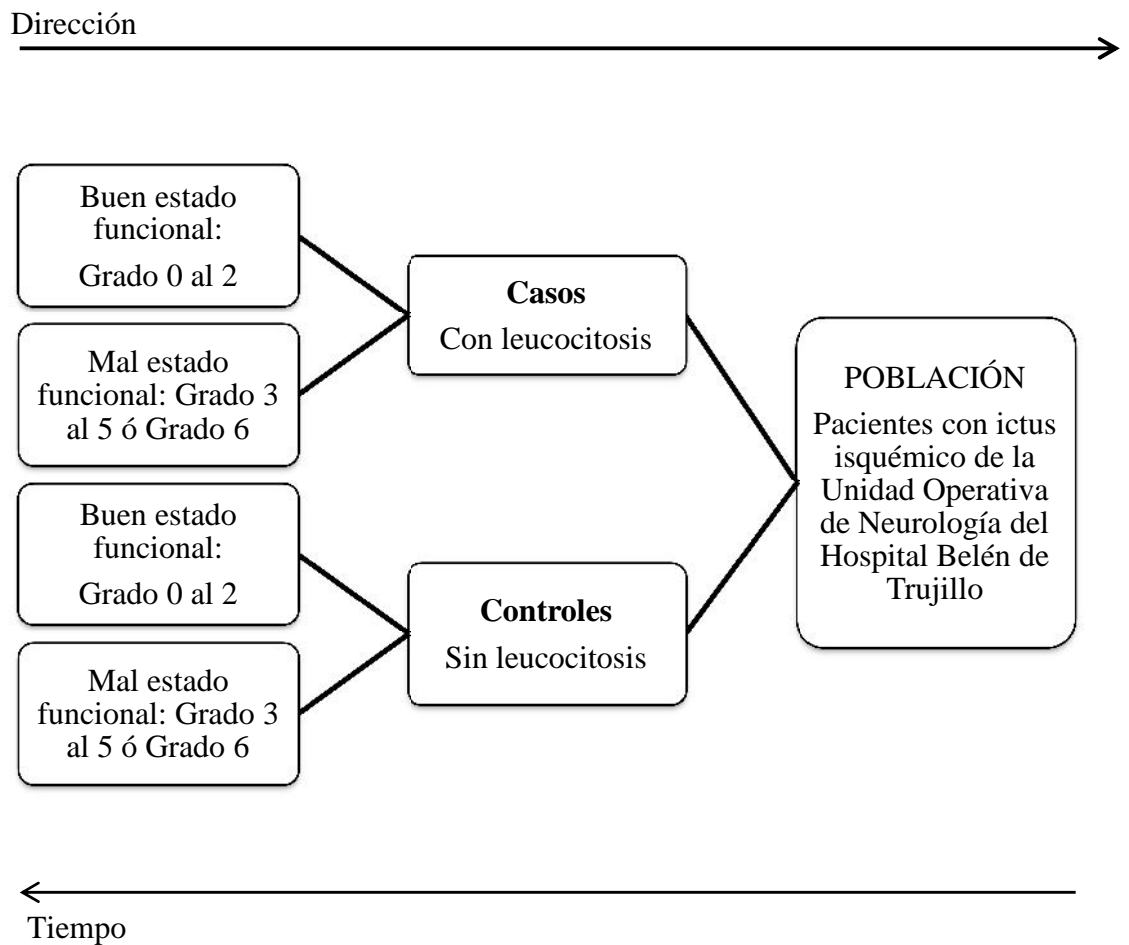 Dirección
Buen estado
funcional:
Grado 0 al 2
Mal estado
funcional: Grado 3
al 5 ó Grado 6
Buen estado
funcional:
Grado 0 al 2
Mal estado
funcional: Grado 3
al 5 ó Grado 6
Casos
Con leucocitosis
Controles
Sin leucocitosis
POBLACIÓN
Pacientes con ictus
isquémico de la
Unidad Operativa
de Neurología del
Hospital Belén de
Trujillo
Tiempo